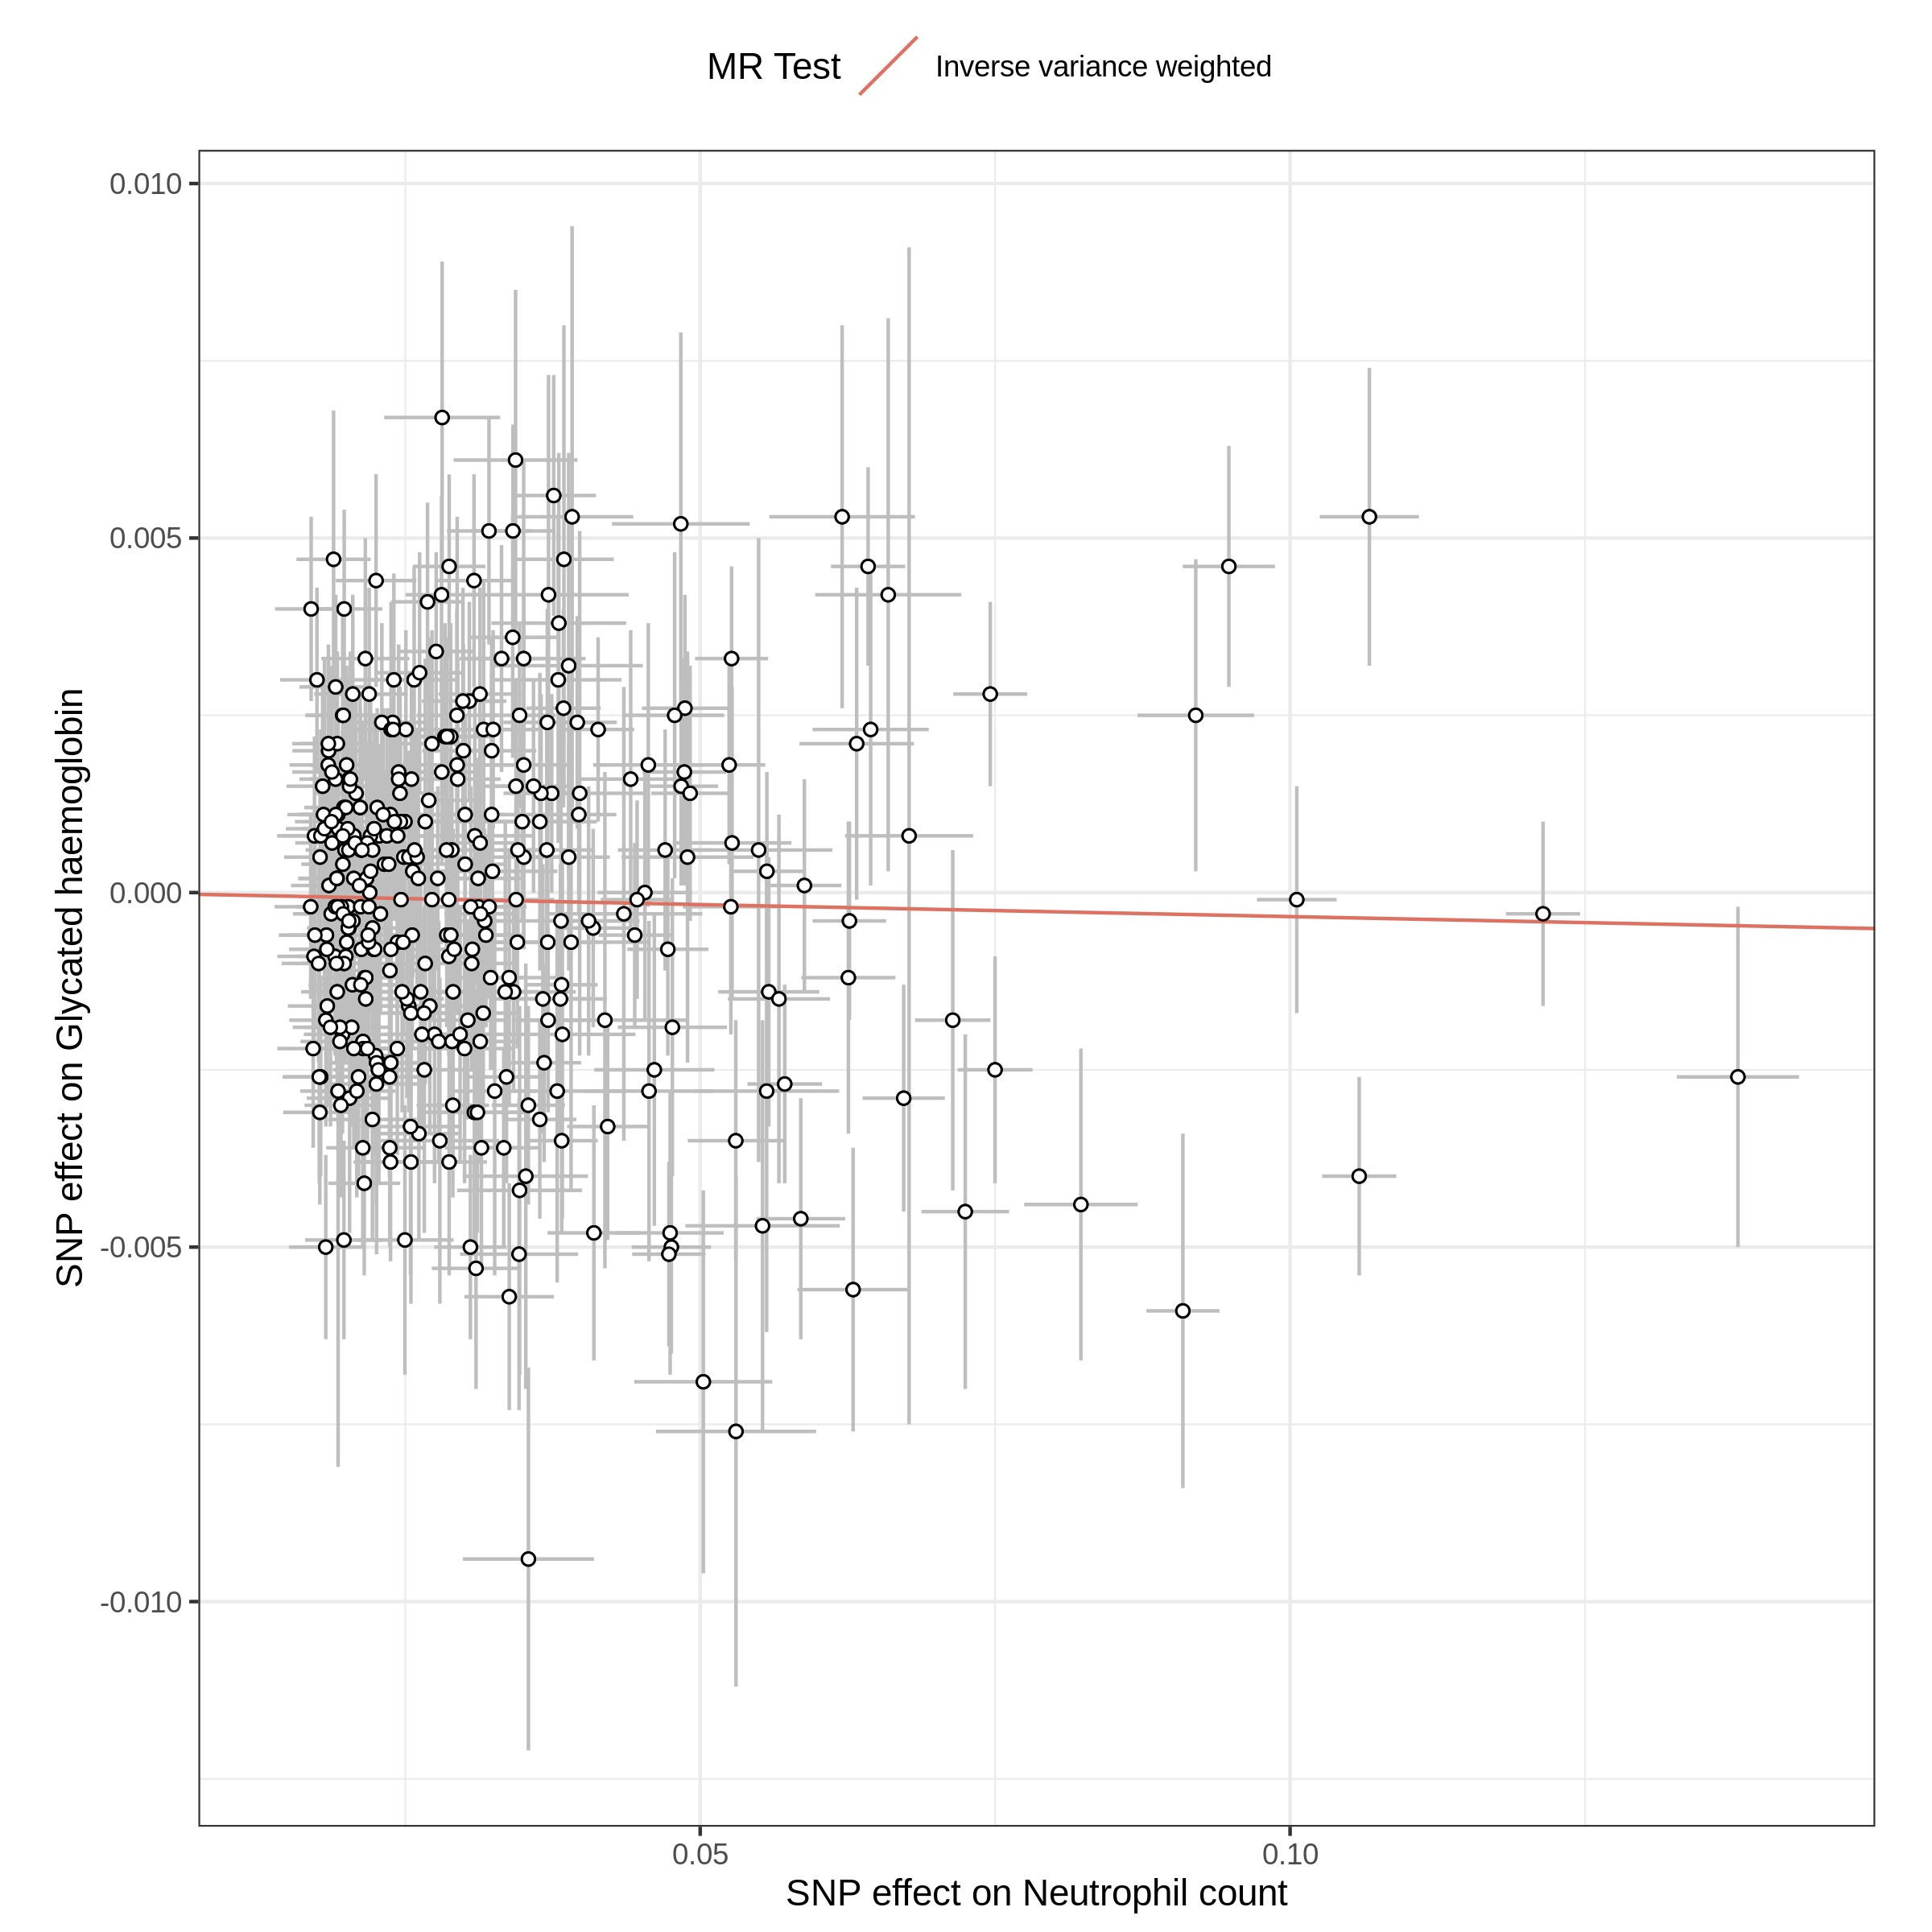 MR Test
Inverse variance weighted
0.010
0.005
0.000
-0.005
-0.010
SNP effect on Glycated haemoglobin
0.05
0.10
SNP effect on Neutrophil count